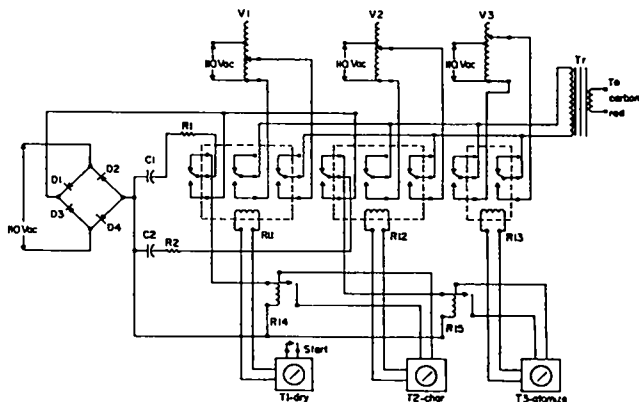 V1
V2
V3
110 Vac
110 Vac
110 Vac
Tr
To
carbon
rod
R1
C1
D1
D2
D3
D4
110 Vac
C2
R2
R11
R12
R13
R14
R15
Start
T1-dry
T2-char
T3-atomize